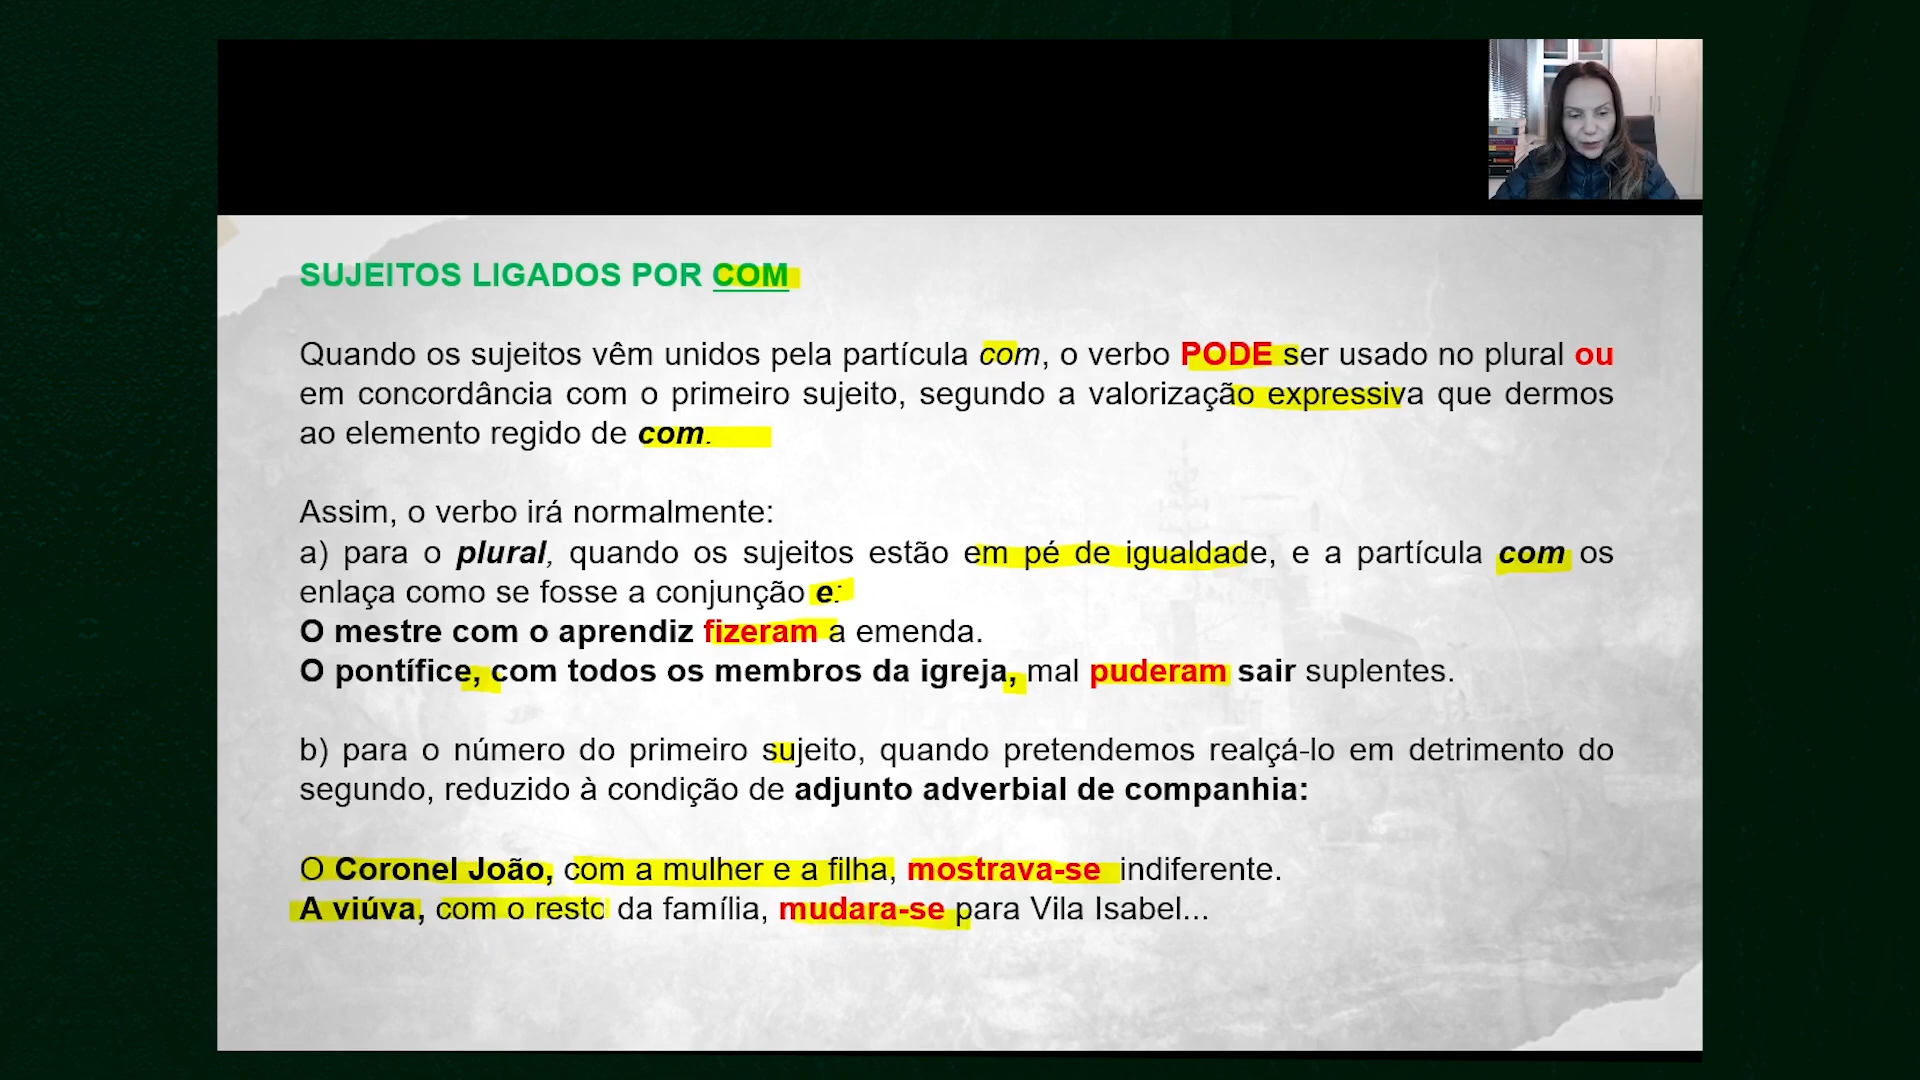 SUJEITOS LIGADOS POR COM
Quando os sujeitos vêm unidos pela partícula com, o verbo PODE ser usado no plural ou
em concordância com o primeiro sujeito, segundo a valorização expressiva que dermos
ao elemento regido de com.
Assim, o verbo irá normalmente:
a) para o plural, quando os sujeitos estão em pé de igualdade, e a partícula com os
enlaça como se fosse a conjunção e:
O mestre com o aprendiz fizeram a emenda.
O pontífice, com todos os membros da igreja, mal puderam sair suplentes.
b) para o número do primeiro sujeito, quando pretendemos realçá-lo em detrimento do
segundo, reduzido à condição de adjunto adverbial de companhia:
O Coronel João, com a mulher e a filha, mostrava-se indiferente.
A viúva, com o resto da família, mudara-se para Vila Isabel...